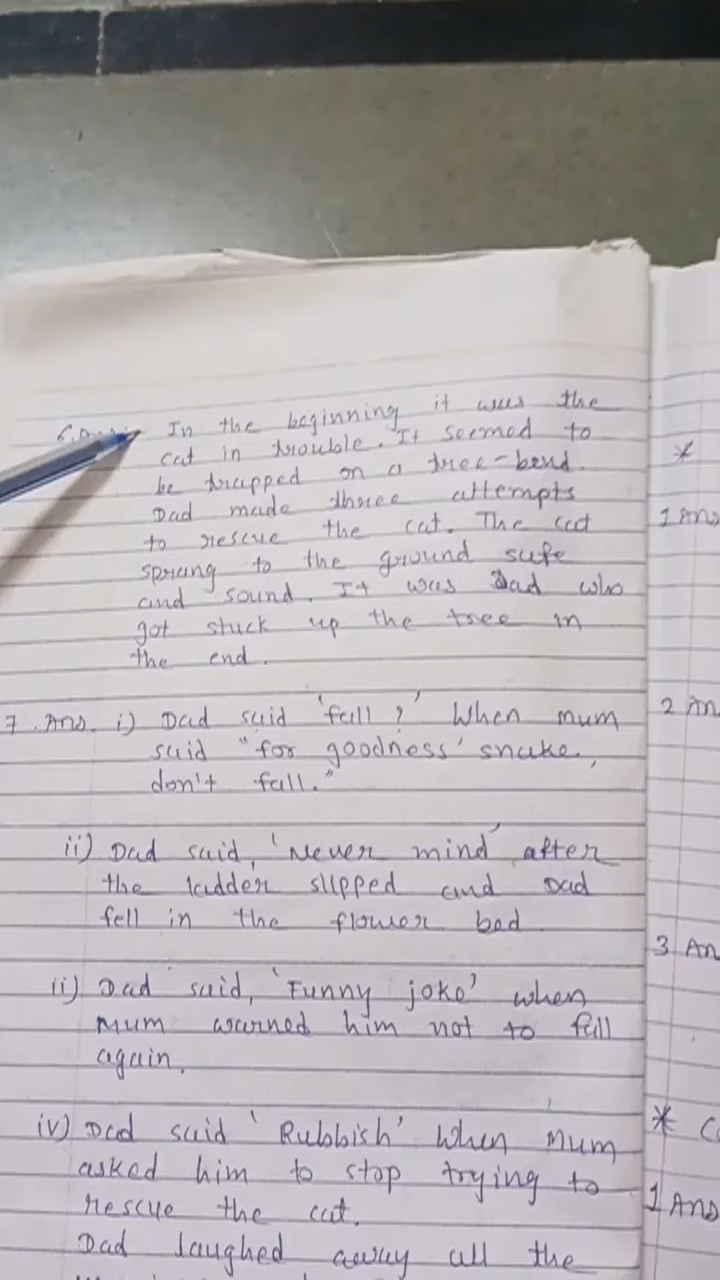 6. Ans: In the beginning it was the
cat in trouble. It seemed to
be trapped on a tree-bend.
Dad made three attempts
to rescue the cat. The cat
sprang to the ground safe
and sound. It was Dad who
got stuck up the tree in
the end.
7. Ans. i) Dad said 'fall?' When mum
said "for goodness' snake,
don't fall."
ii) Dad said, 'Never mind' after
the ladder slipped and Dad
fell in the flower bed
ii) Dad said, 'Funny joke' when
Mum warned him not to fall
again.
iv) Dad said 'Rubbish' When Mum
asked him to stop trying to
rescue the cat.
Dad laughed away all the
*
1 Ans
2 An
3 An
* C
1 Ans